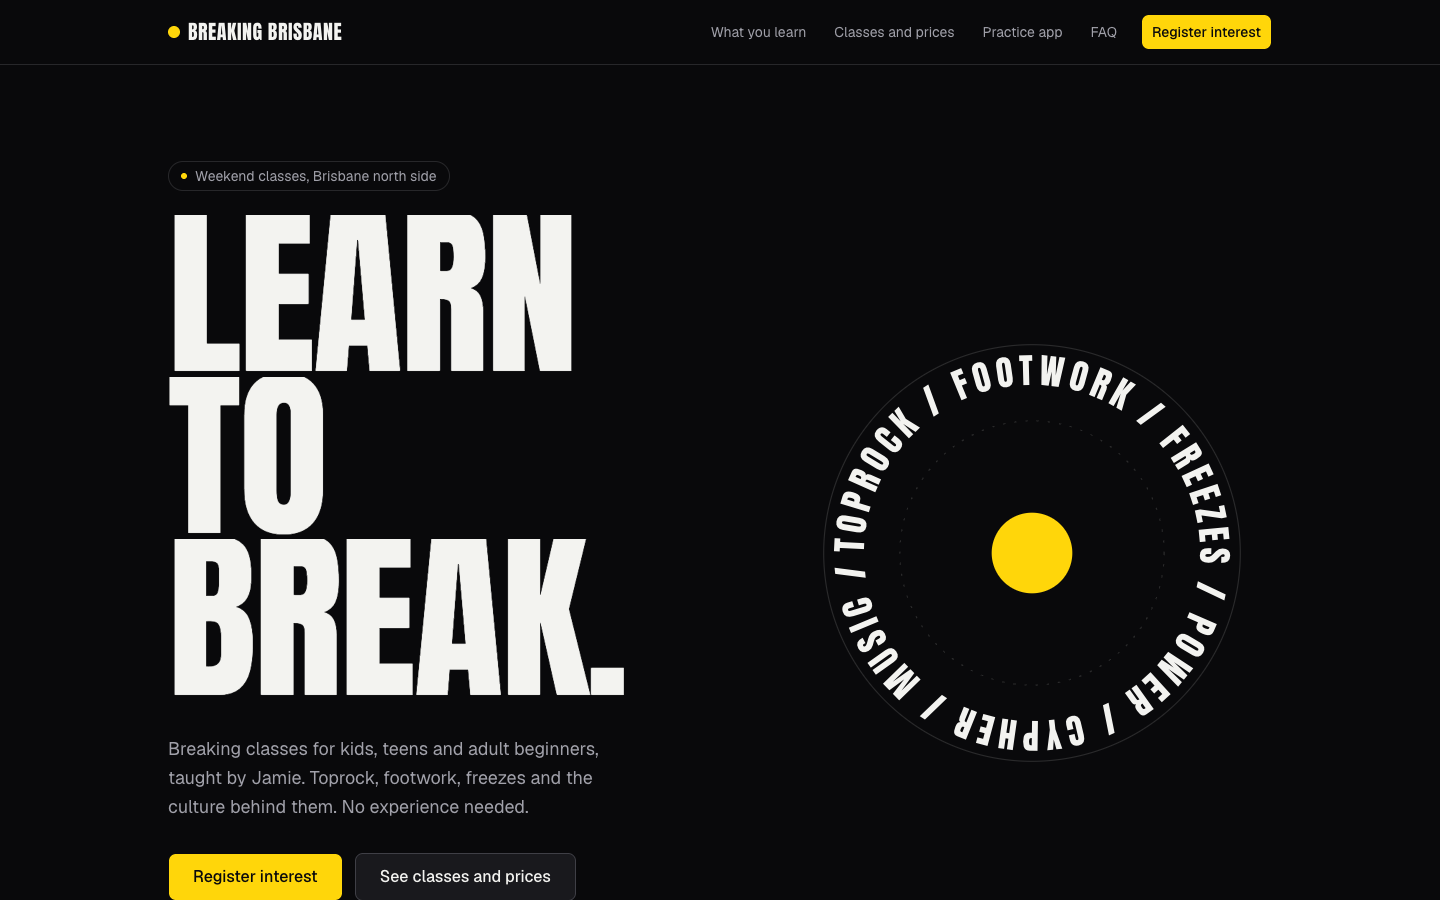 BREAKING BRISBANE
What you learn
Classes and prices
Practice app
FAQ
Register interest
Weekend classes, Brisbane north side
LEARN
TO
BREAK.
Breaking classes for kids, teens and adult beginners,
taught by Jamie. Toprock, footwork, freezes and the
culture behind them. No experience needed.
Register interest
See classes and prices
TOPROCK / FOOTWORK / FREEZES / POWER / CYPHER / MUSIC /